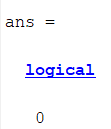 ans =
logical
0